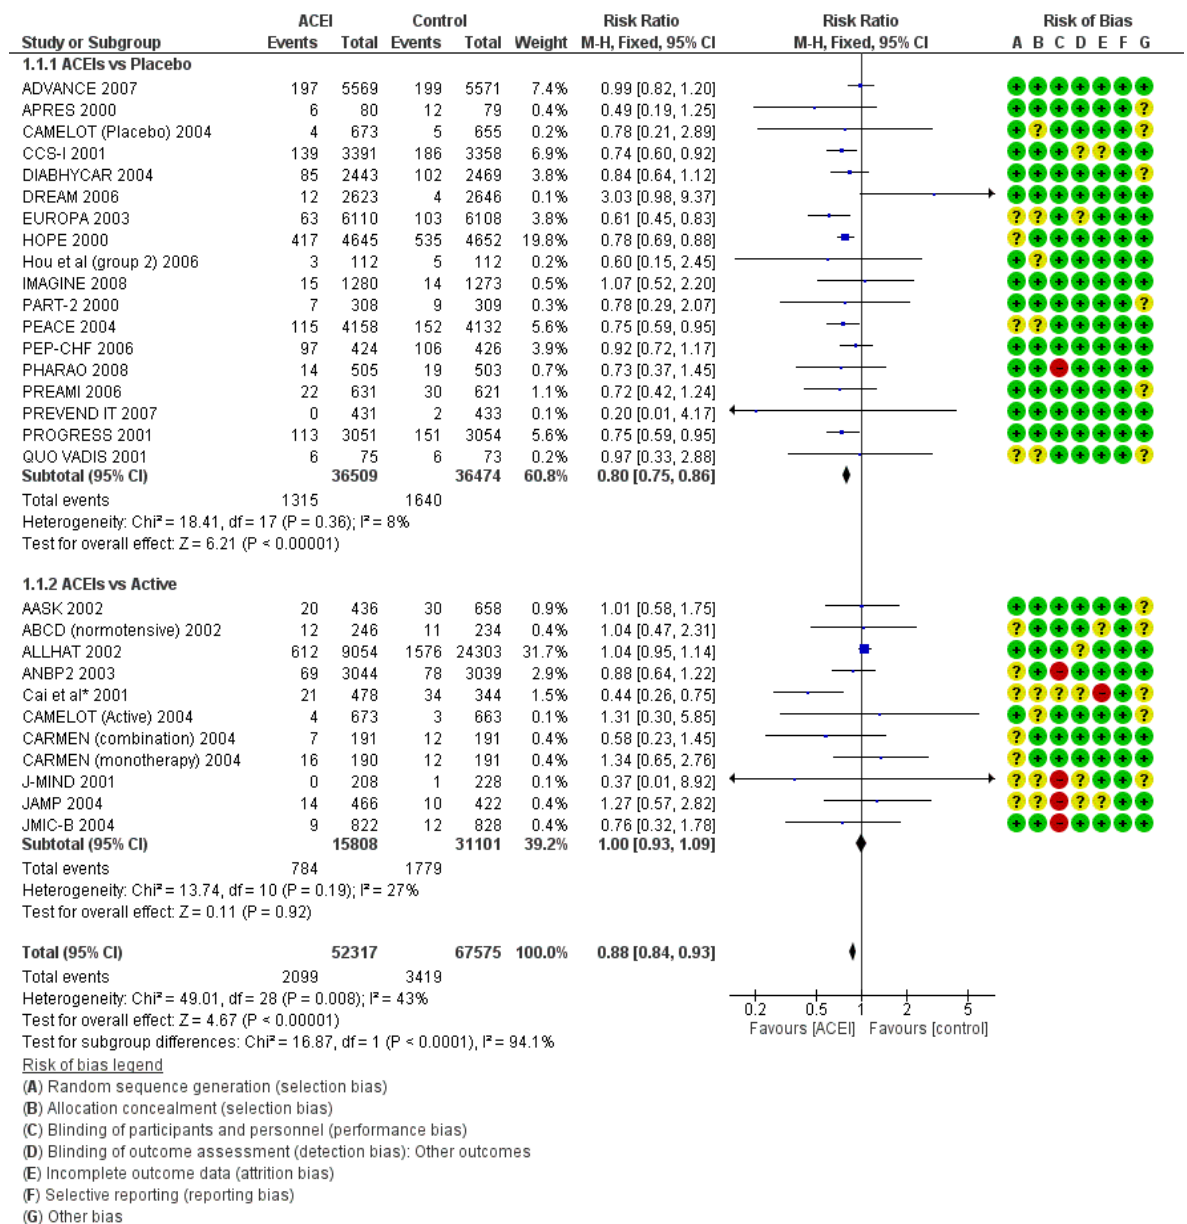 ACEI Control Risk Ratio Risk Ratio Risk of Bias
Study or Subgroup Events Total Events Total Weight M-H, Fixed, 95% CI M-H, Fixed, 95% CI A B C D E F G
1.1.1 ACEIs vs Placebo
ADVANCE 2007 197 5569 199 5571 7.4% 0.99 [0.82, 1.20] + + + + + + +
APRES 2000 6 80 12 79 0.4% 0.49 [0.19, 1.25] + + + + + + ?
CAMELOT (Placebo) 2004 4 673 5 655 0.2% 0.78 [0.21, 2.89] + ? + + + + ?
CCS-I 2001 139 3391 186 3358 6.9% 0.74 [0.60, 0.92] + + + ? ? + +
DIABHYCAR 2004 85 2443 102 2469 3.8% 0.84 [0.64, 1.12] + + + + + + ?
DREAM 2006 12 2623 4 2646 0.1% 3.03 [0.98, 9.37] + + + + + + +
EUROPA 2003 63 6110 103 6108 3.8% 0.61 [0.45, 0.83] ? ? + ? + + +
HOPE 2000 417 4645 535 4652 19.8% 0.78 [0.69, 0.88] ? + + + + + +
Hou et al (group 2) 2006 3 112 5 112 0.2% 0.60 [0.15, 2.45] + ? + + + + +
IMAGINE 2008 15 1280 14 1273 0.5% 1.07 [0.52, 2.20] + + + + + + +
PART-2 2000 7 308 9 309 0.3% 0.78 [0.29, 2.07] + + + + + + ?
PEACE 2004 115 4158 152 4132 5.6% 0.75 [0.59, 0.95] ? ? + + + + +
PEP-CHF 2006 97 424 106 426 3.9% 0.92 [0.72, 1.17] + + + + + + +
PHARAO 2008 14 505 19 503 0.7% 0.73 [0.37, 1.45] + + - + + + +
PREAMI 2006 22 631 30 621 1.1% 0.72 [0.42, 1.24] + + + + + + ?
PREVEND IT 2007 0 431 2 433 0.1% 0.20 [0.01, 4.17] + + + + + + +
PROGRESS 2001 113 3051 151 3054 5.6% 0.75 [0.59, 0.95] + + + + + + +
QUO VADIS 2001 6 75 6 73 0.2% 0.97 [0.33, 2.88] ? ? + + + + ?
Subtotal (95% CI) 36509 36474 60.8% 0.80 [0.75, 0.86]
Total events 1315 1640
Heterogeneity: Chi² = 18.41, df = 17 (P = 0.36); I² = 8%
Test for overall effect: Z = 6.21 (P < 0.00001)
1.1.2 ACEIs vs Active
AASK 2002 20 436 30 658 0.9% 1.01 [0.58, 1.75] + + + + + + ?
ABCD (normotensive) 2002 12 246 11 234 0.4% 1.04 [0.47, 2.31] ? + + + ? + ?
ALLHAT 2002 612 9054 1576 24303 31.7% 1.04 [0.95, 1.14] + + + ? + + +
ANBP2 2003 69 3044 78 3039 2.9% 0.88 [0.64, 1.22] ? + - + + + +
Cai et al* 2001 21 478 34 344 1.5% 0.44 [0.26, 0.75] ? ? ? ? - + ?
CAMELOT (Active) 2004 4 673 3 663 0.1% 1.31 [0.30, 5.85] + ? + + + + ?
CARMEN (combination) 2004 7 191 12 191 0.4% 0.58 [0.23, 1.45] ? + + + + + +
CARMEN (monotherapy) 2004 16 190 12 191 0.4% 1.34 [0.65, 2.76] ? + + + + + +
J-MIND 2001 0 208 1 228 0.1% 0.37 [0.01, 8.92] ? ? - ? + + ?
JAMP 2004 14 466 10 422 0.4% 1.27 [0.57, 2.82] ? ? - ? ? + +
JMIC-B 2004 9 822 12 828 0.4% 0.76 [0.32, 1.78] + + - + + + +
Subtotal (95% CI) 15808 31101 39.2% 1.00 [0.93, 1.09]
Total events 784 1779
Heterogeneity: Chi² = 13.74, df = 10 (P = 0.19); I² = 27%
Test for overall effect: Z = 0.11 (P = 0.92)
Total (95% CI) 52317 67575 100.0% 0.88 [0.84, 0.93]
Total events 2099 3419
Heterogeneity: Chi² = 49.01, df = 28 (P = 0.008); I² = 43%
Test for overall effect: Z = 4.67 (P < 0.00001)
Test for subgroup differences: Chi² = 16.87, df = 1 (P < 0.0001), I² = 94.1%
0.2 0.5 1 2 5
Favours [ACEI] Favours [control]
Risk of bias legend
(A) Random sequence generation (selection bias)
(B) Allocation concealment (selection bias)
(C) Blinding of participants and personnel (performance bias)
(D) Blinding of outcome assessment (detection bias): Other outcomes
(E) Incomplete outcome data (attrition bias)
(F) Selective reporting (reporting bias)
(G) Other bias